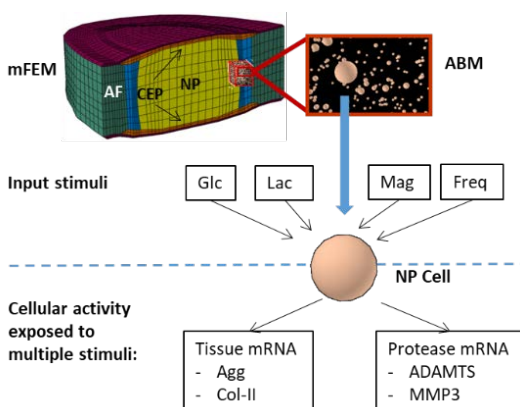 mFEM
AF
CEP
NP
ABM
Input stimuli
Glc
Lac
Mag
Freq
NP Cell
Cellular activity
exposed to
multiple stimuli:
Tissue mRNA
- Agg
- Col-II
Protease mRNA
- ADAMTS
- MMP3